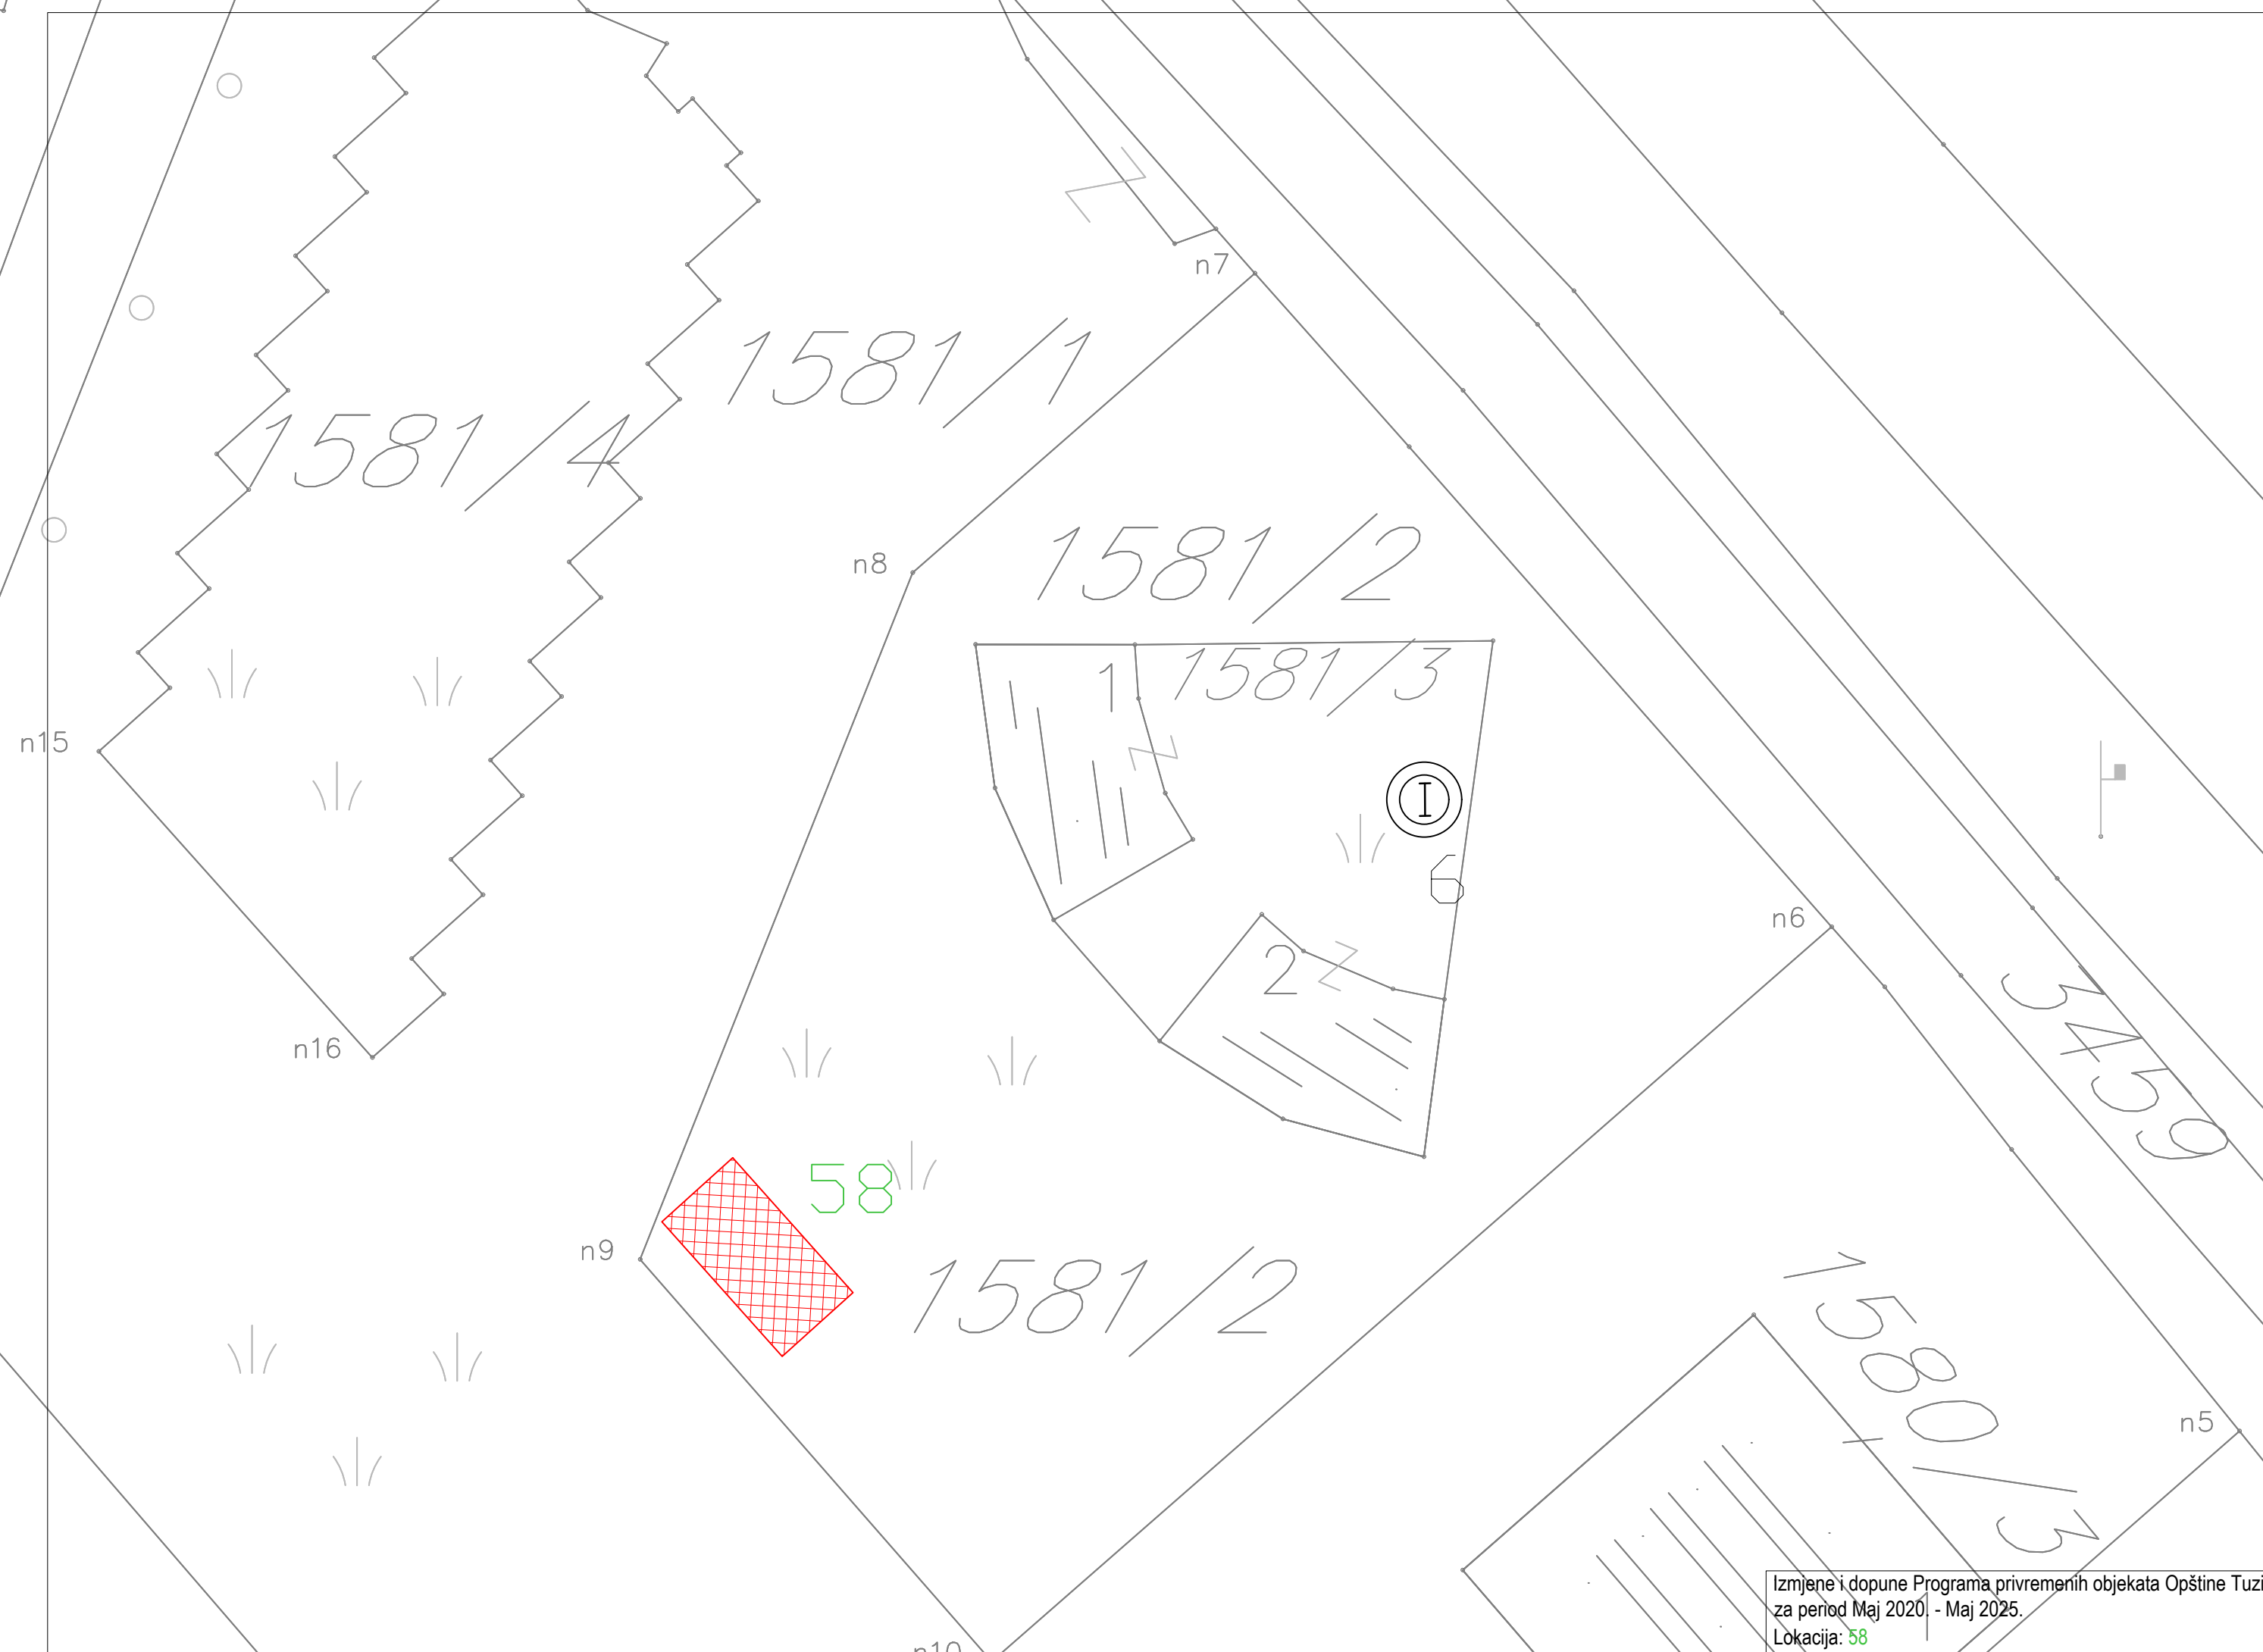 n7
1581/1
1581/4
n8
1581/2
1
1581/3
n15
I
6
n6
2
3459
n16
58
n9
1581/2
1580/3
n5
1
n10
Izmjene i dopune Programa privremenih objekata Opštine Tuzi
za period Maj 2020. - Maj 2025.
Lokacija: 58